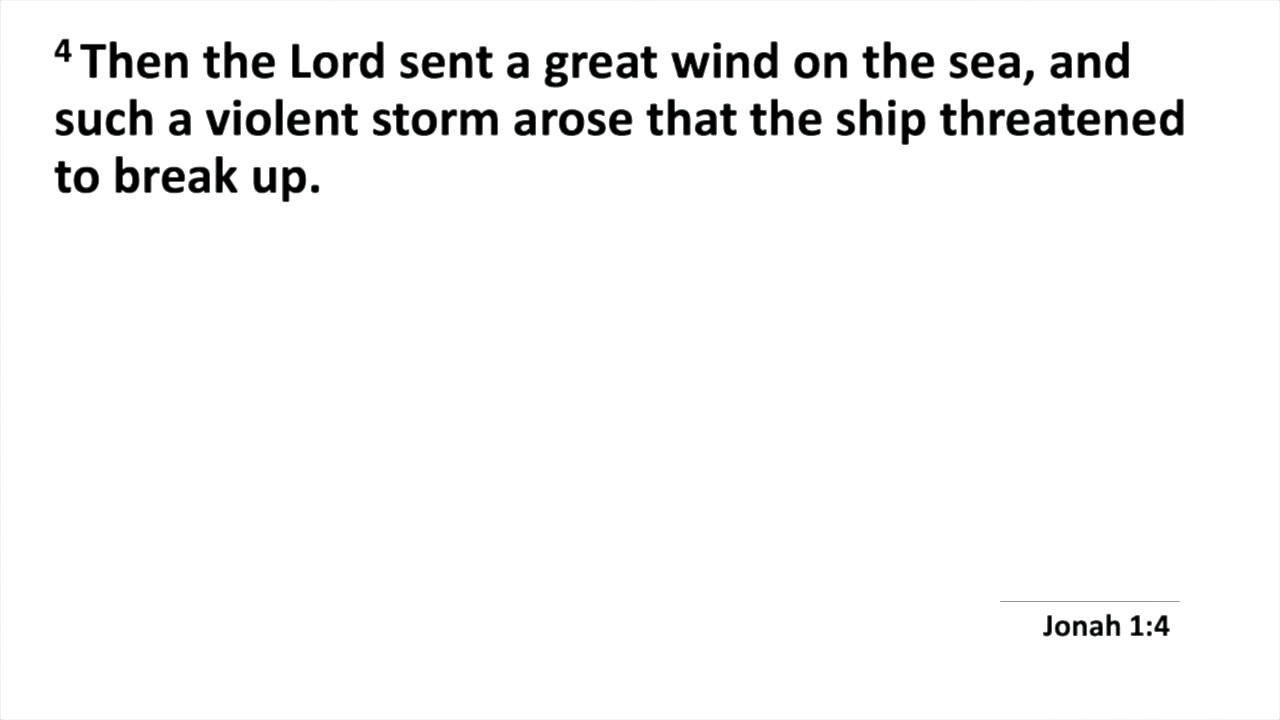 4 Then the Lord sent a great wind on the sea, and
such a violent storm arose that the ship threatened
to break up.
Jonah 1:4